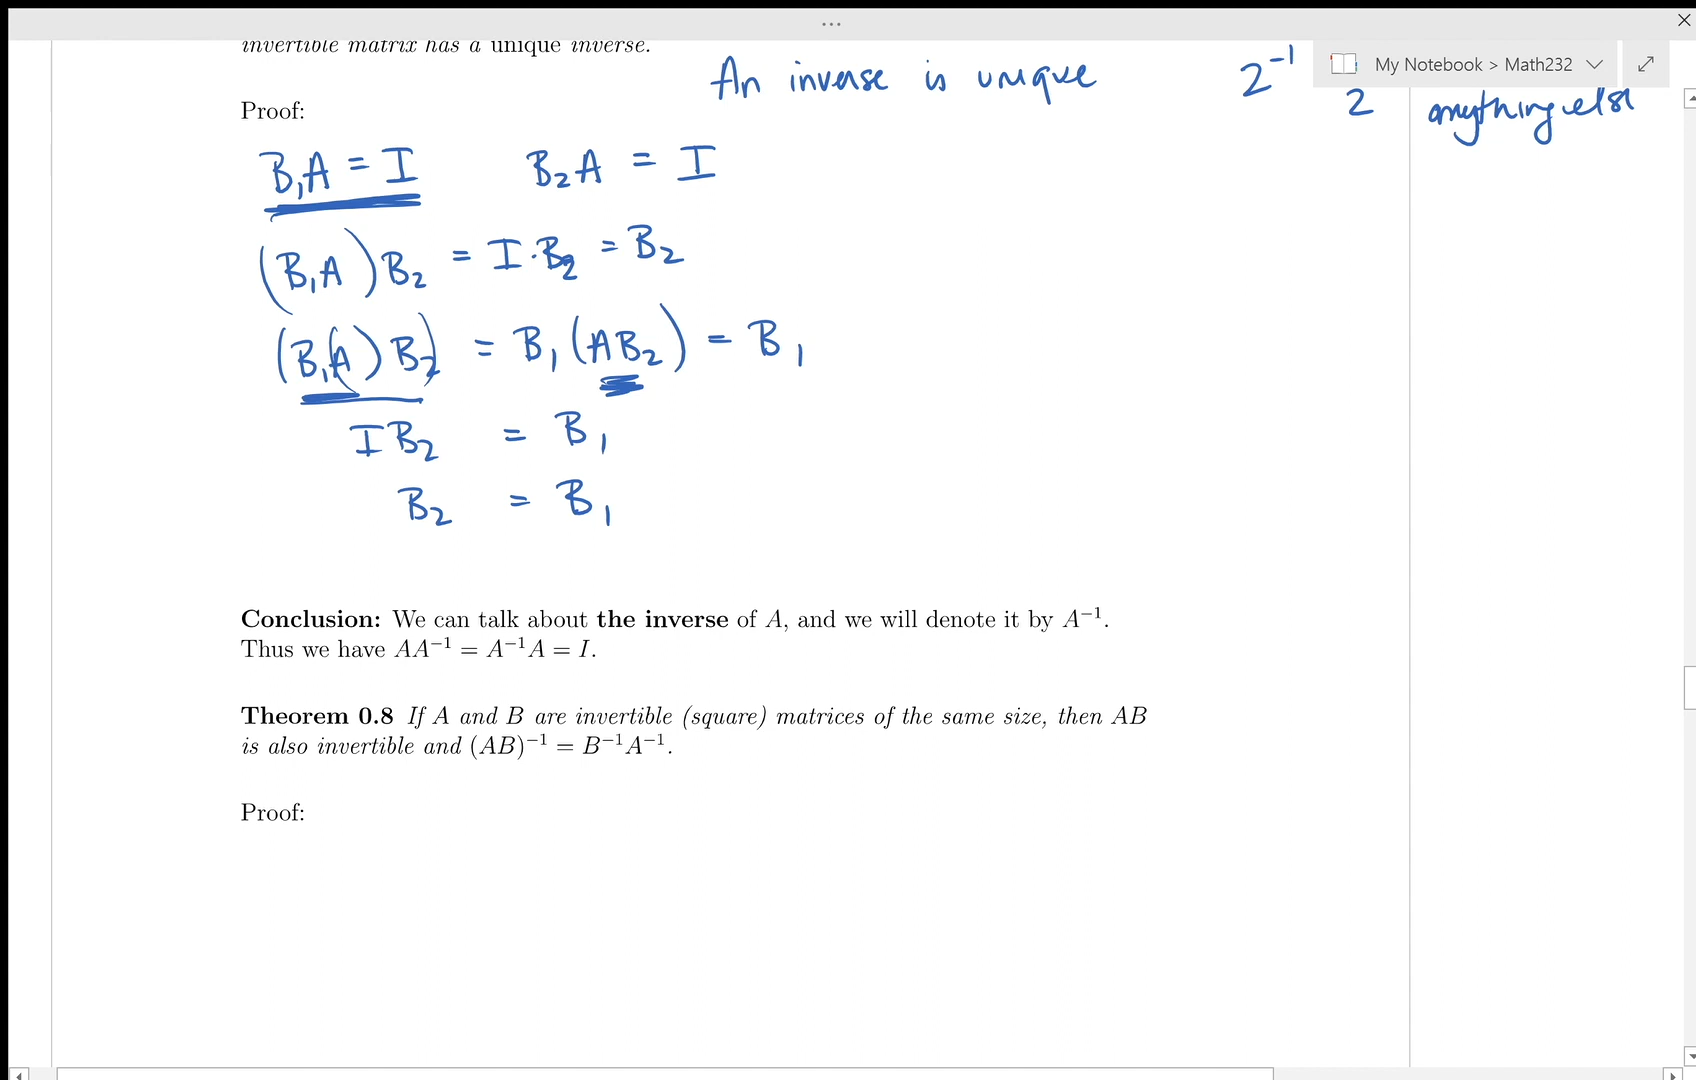 ...
invertible matrix has a unique inverse.
An inverse is unique
2⁻¹
My Notebook > Math232
2
anything else
Proof:
B₁A = I B₂A = I
(B₁A)B₂ = I·B₂ = B₂
(B₁(A)B₂) = B₁(AB₂) = B₁
IB₂ = B₁
B₂ = B₁
Conclusion: We can talk about the inverse of A, and we will denote it by A⁻¹.
Thus we have AA⁻¹ = A⁻¹A = I.
Theorem 0.8 If A and B are invertible (square) matrices of the same size, then AB
is also invertible and (AB)⁻¹ = B⁻¹A⁻¹.
Proof: